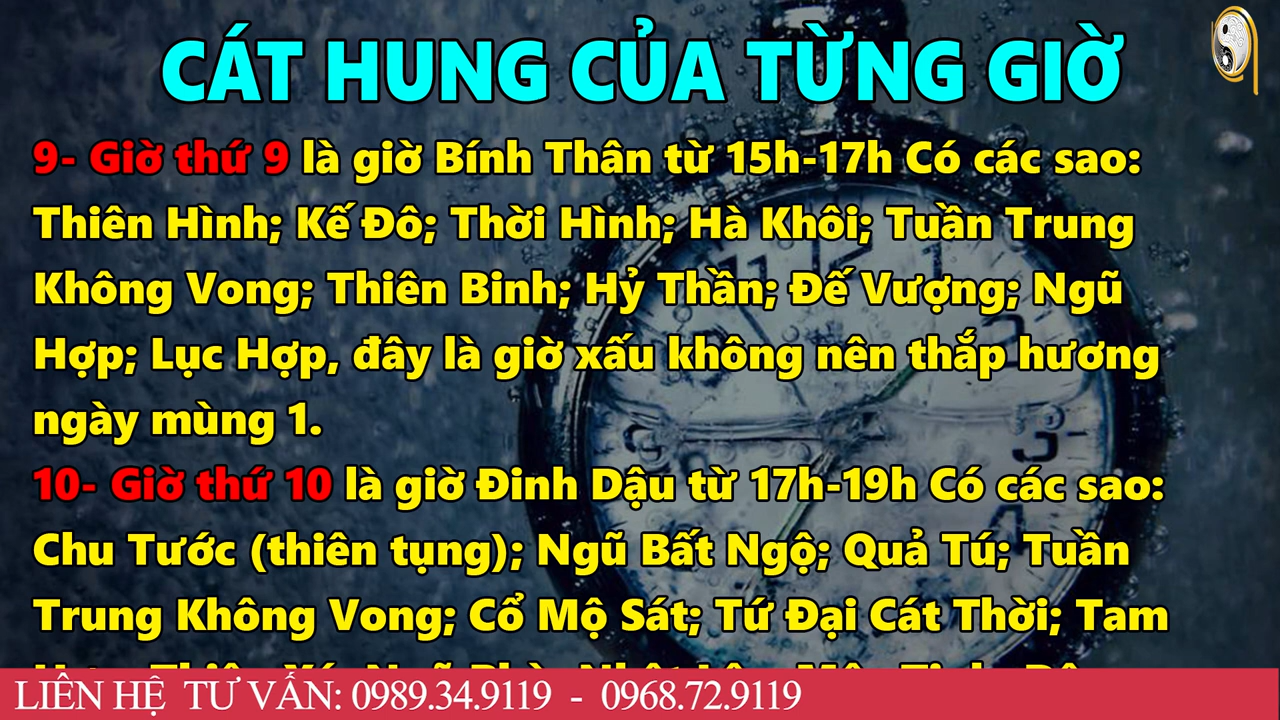 CÁT HUNG CỦA TỪNG GIỜ
9- Giờ thứ 9 là giờ Bính Thân từ 15h-17h Có các sao:
Thiên Hình; Kế Đô; Thời Hình; Hà Khôi; Tuần Trung
Không Vong; Thiên Binh; Hỷ Thần; Đế Vượng; Ngũ
Hợp; Lục Hợp, đây là giờ xấu không nên thắp hương
ngày mùng 1.
10- Giờ thứ 10 là giờ Đinh Dậu từ 17h-19h Có các sao:
Chu Tước (thiên tụng); Ngũ Bất Ngộ; Quả Tú; Tuần
Trung Không Vong; Cổ Mộ Sát; Tứ Đại Cát Thời; Tam
LIÊN HỆ TƯ VẤN: 0989.34.9119 - 0968.72.9119